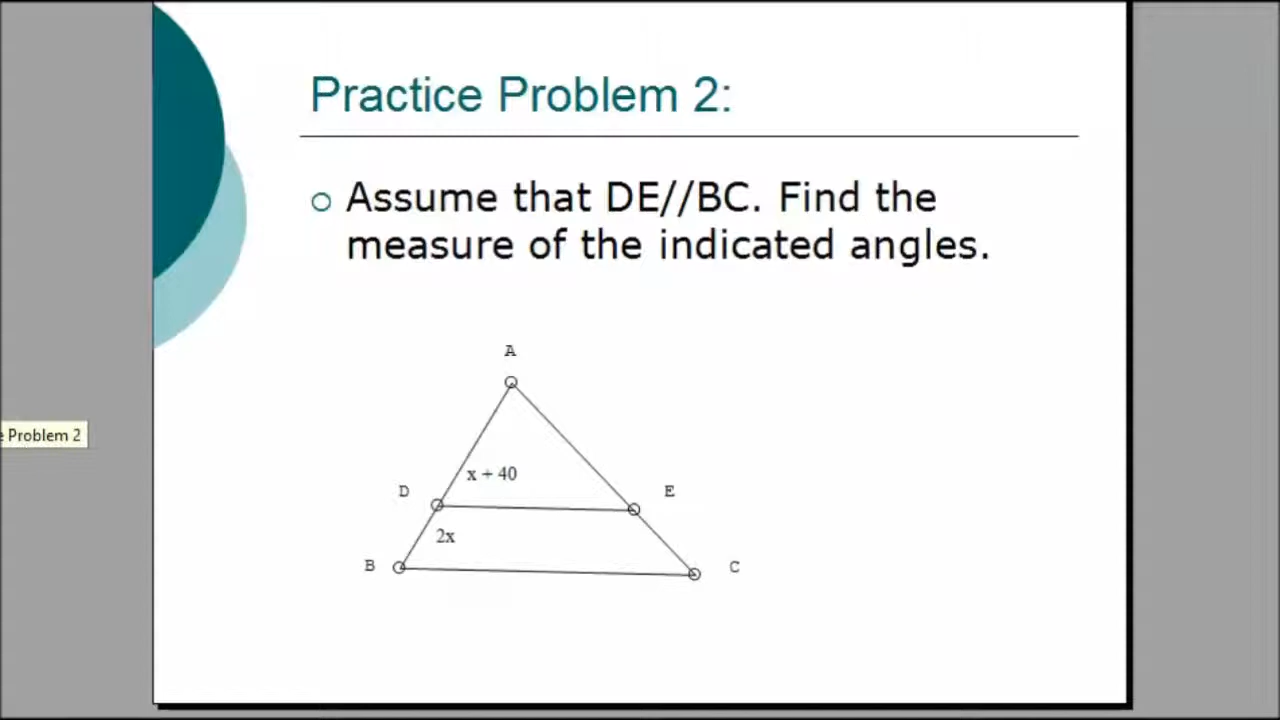 Practice Problem 2:
Assume that DE//BC. Find the
measure of the indicated angles.
A
e Problem 2
x + 40
D
E
2x
B
C